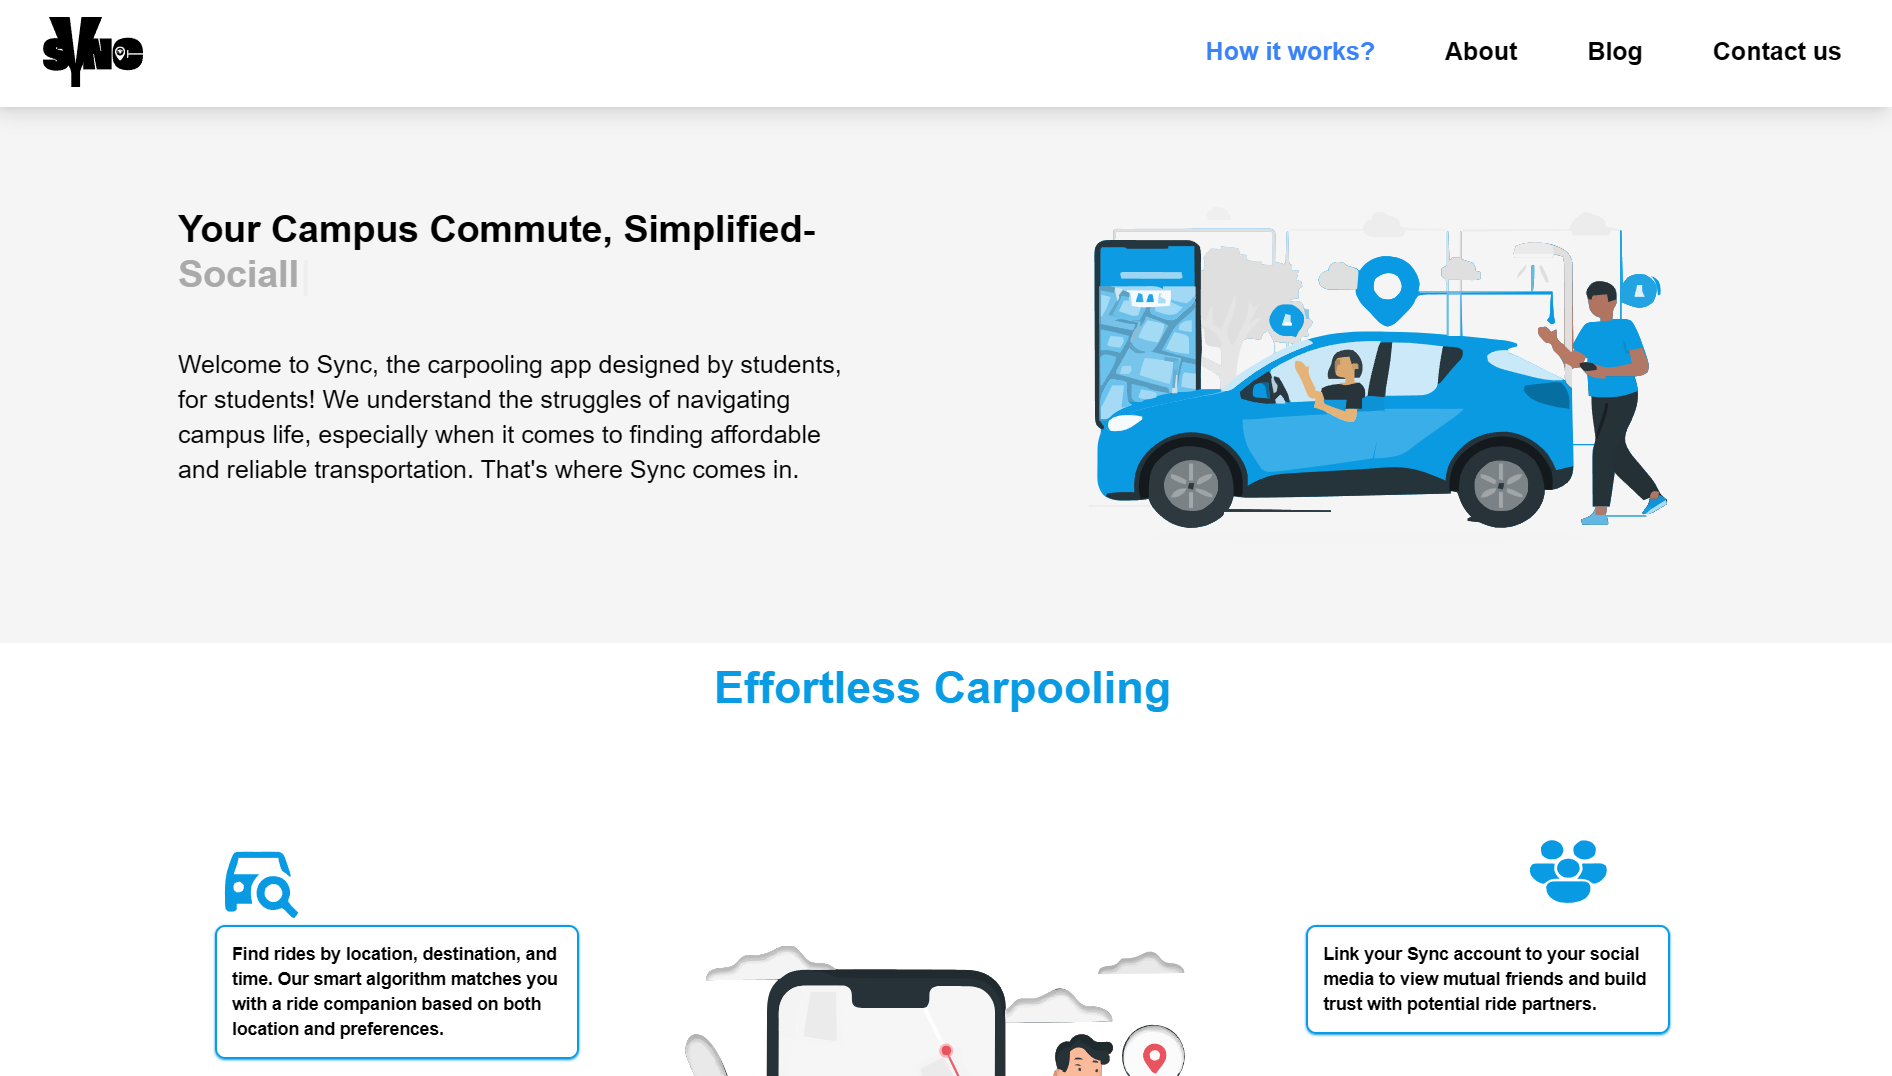 SYNC
How it works?
About
Blog
Contact us
Your Campus Commute, Simplified-
Sociall
Welcome to Sync, the carpooling app designed by students,
for students! We understand the struggles of navigating
campus life, especially when it comes to finding affordable
and reliable transportation. That's where Sync comes in.
Effortless Carpooling
Find rides by location, destination, and
time. Our smart algorithm matches you
with a ride companion based on both
location and preferences.
Link your Sync account to your social
media to view mutual friends and build
trust with potential ride partners.